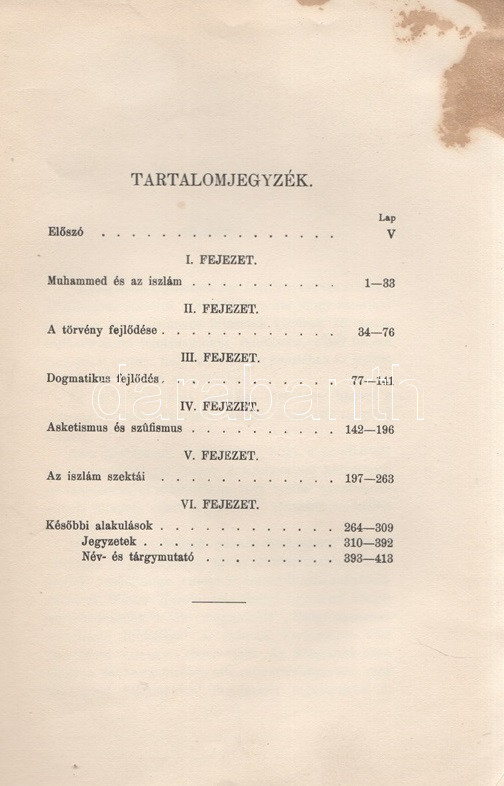 TARTALOMJEGYZÉK.
Lap
Előszó . . . . . . . . . . . . . . . . V
I. FEJEZET.
Muhammed és az iszlám . . . . . . . . . . 1—33
II. FEJEZET.
A törvény fejlődése . . . . . . . . . . . 34—76
III. FEJEZET.
Dogmatikus fejlődés . . . . . . . . . . . 77—141
IV. FEJEZET.
Asketismus és szûfismus . . . . . . . . . 142—196
V. FEJEZET.
Az iszlám szektái . . . . . . . . . . . 197—263
VI. FEJEZET.
Későbbi alakulások . . . . . . . . . . . 264—309
Jegyzetek . . . . . . . . . . . . 310—392
Név- és tárgymutató . . . . . . . . . 393—413
darabanth